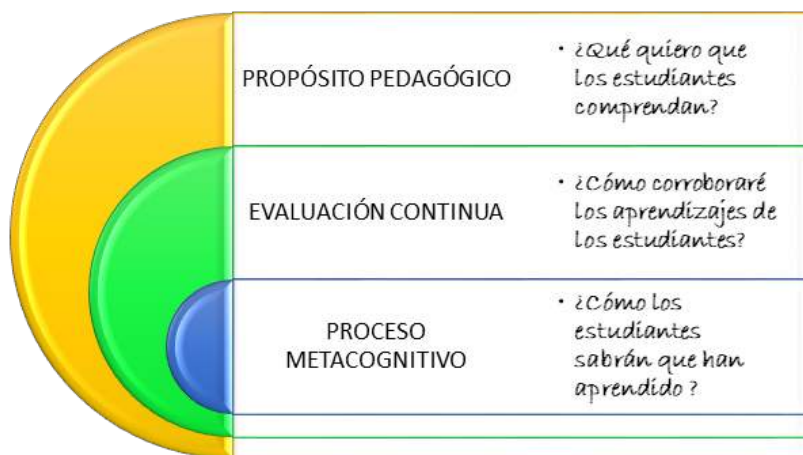 PROPÓSITO PEDAGÓGICO
• ¿Qué quiero que
los estudiantes
comprendan?
EVALUACIÓN CONTINUA
• ¿Cómo corroboraré
los aprendizajes de
los estudiantes?
PROCESO
METACOGNITIVO
• ¿Cómo los
estudiantes
sabrán que han
aprendido ?